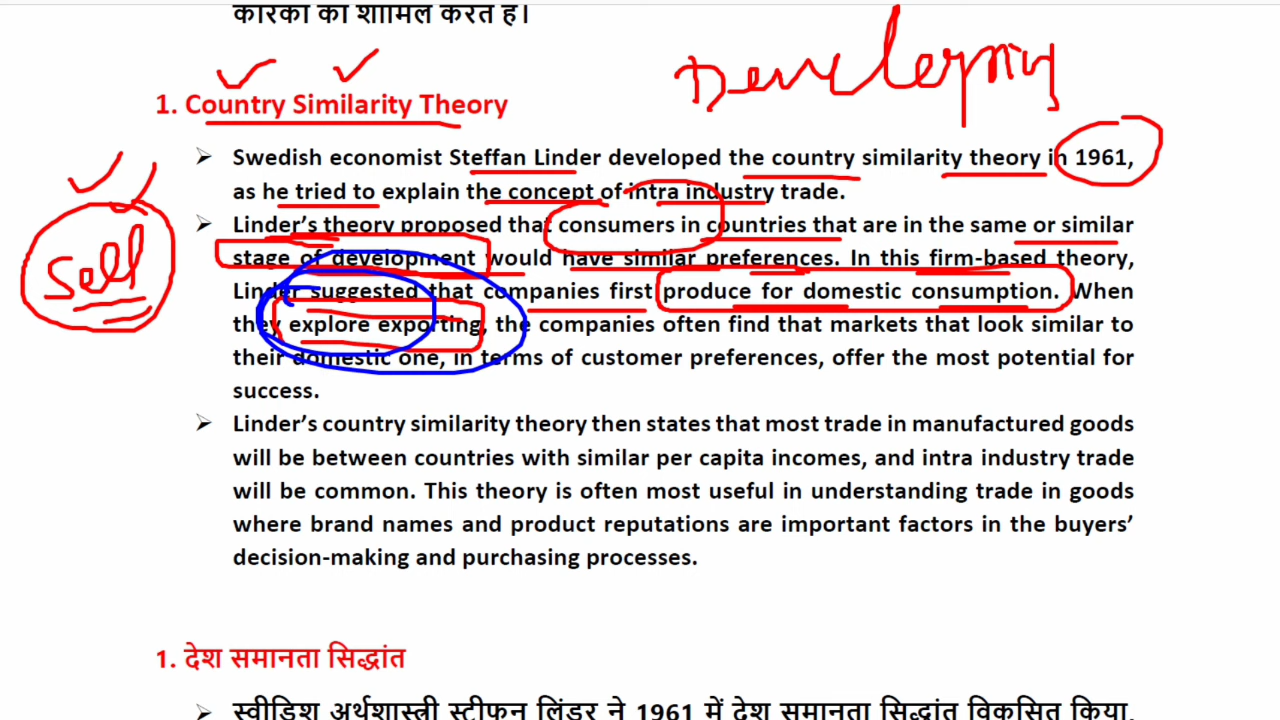 कारकों को शामिल करते हैं।
Developing
1. Country Similarity Theory
➢ Swedish economist Steffan Linder developed the country similarity theory in 1961,
as he tried to explain the concept of intra industry trade.
➢ Linder’s theory proposed that consumers in countries that are in the same or similar
stage of development would have similar preferences. In this firm-based theory,
Linder suggested that companies first produce for domestic consumption. When
they explore exporting, the companies often find that markets that look similar to
their domestic one, in terms of customer preferences, offer the most potential for
success.
Sell
➢ Linder’s country similarity theory then states that most trade in manufactured goods
will be between countries with similar per capita incomes, and intra industry trade
will be common. This theory is often most useful in understanding trade in goods
where brand names and product reputations are important factors in the buyers’
decision-making and purchasing processes.
1. देश समानता सिद्धांत
➢ स्वीडिश अर्थशास्त्री स्टीफन लिंडर ने 1961 में देश समानता सिद्धांत विकसित किया,